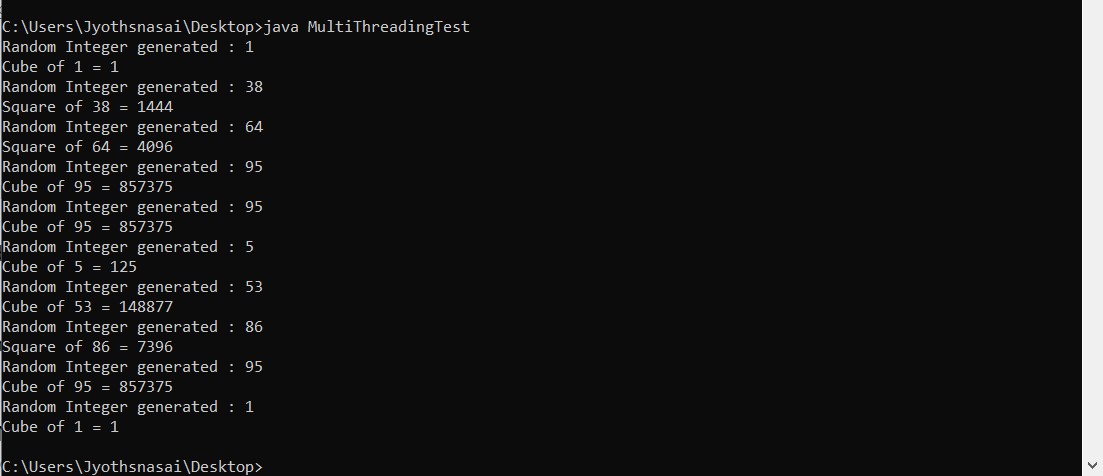 C:\Users\Jyothsnasai\Desktop>java MultiThreadingTest
Random Integer generated : 1
Cube of 1 = 1
Random Integer generated : 38
Square of 38 = 1444
Random Integer generated : 64
Square of 64 = 4096
Random Integer generated : 95
Cube of 95 = 857375
Random Integer generated : 95
Cube of 95 = 857375
Random Integer generated : 5
Cube of 5 = 125
Random Integer generated : 53
Cube of 53 = 148877
Random Integer generated : 86
Square of 86 = 7396
Random Integer generated : 95
Cube of 95 = 857375
Random Integer generated : 1
Cube of 1 = 1
C:\Users\Jyothsnasai\Desktop>